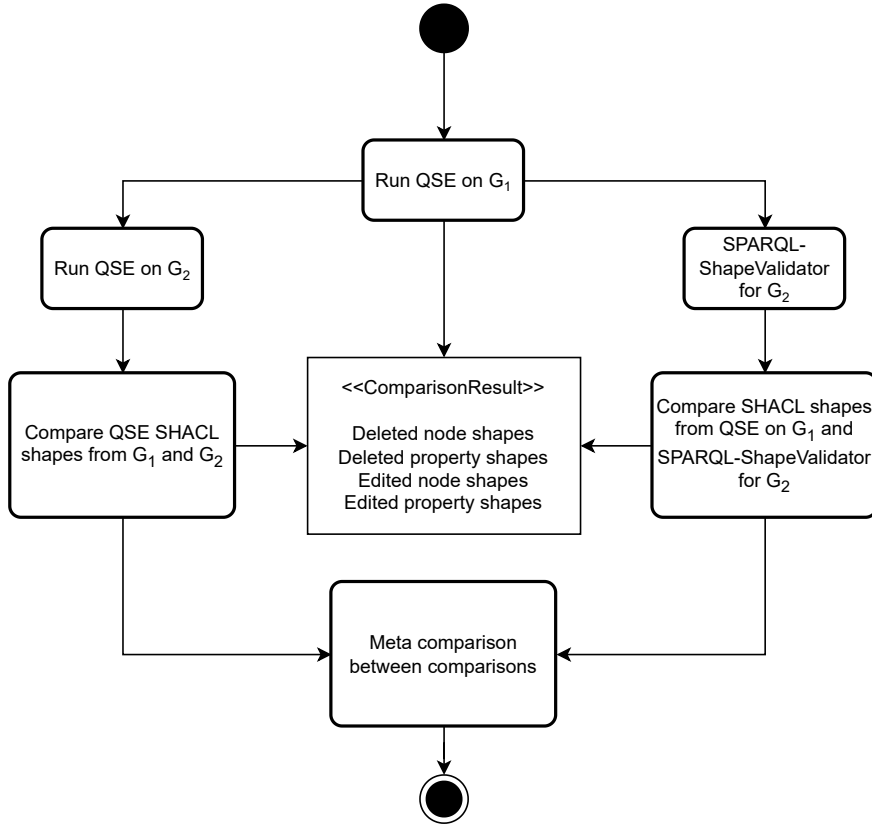 Run QSE on G₁
Run QSE on G₂
SPARQL-
ShapeValidator
for G₂
<<ComparisonResult>>
Deleted node shapes
Deleted property shapes
Edited node shapes
Edited property shapes
Compare QSE SHACL
shapes from G₁ and G₂
Compare SHACL shapes
from QSE on G₁ and
SPARQL-ShapeValidator
for G₂
Meta comparison
between comparisons